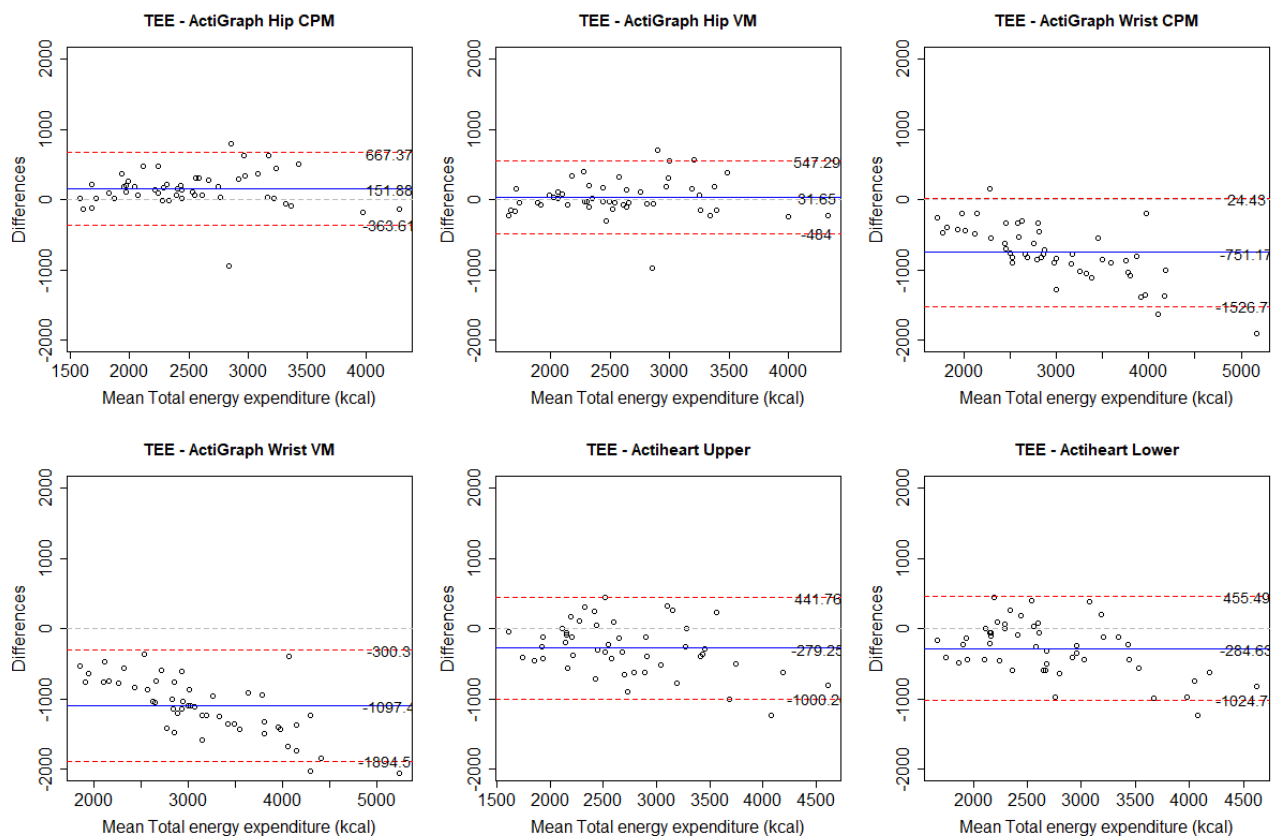 TEE - ActiGraph Hip CPM
2000
1000
0
-1000
-2000
Differences
667.37
151.88
-363.61
1500 2000 2500 3000 3500 4000
Mean Total energy expenditure (kcal)
TEE - ActiGraph Hip VM
2000
1000
0
-1000
-2000
Differences
547.29
31.65
-484
2000 2500 3000 3500 4000
Mean Total energy expenditure (kcal)
TEE - ActiGraph Wrist CPM
2000
1000
0
-1000
-2000
Differences
24.43
-751.17
-1526.7
2000 2500 3000 3500 4000 5000
Mean Total energy expenditure (kcal)
TEE - ActiGraph Wrist VM
2000
1000
0
-1000
-2000
Differences
-300.3
-1097.4
-1894.5
2000 3000 4000 5000
Mean Total energy expenditure (kcal)
TEE - Actiheart Upper
2000
1000
0
-1000
-2000
Differences
441.76
-279.25
-1000.26
1500 2000 2500 3000 3500 4000 4500
Mean Total energy expenditure (kcal)
TEE - Actiheart Lower
2000
1000
0
-1000
-2000
Differences
455.49
-284.63
-1024.7
2000 2500 3000 3500 4000 4500
Mean Total energy expenditure (kcal)